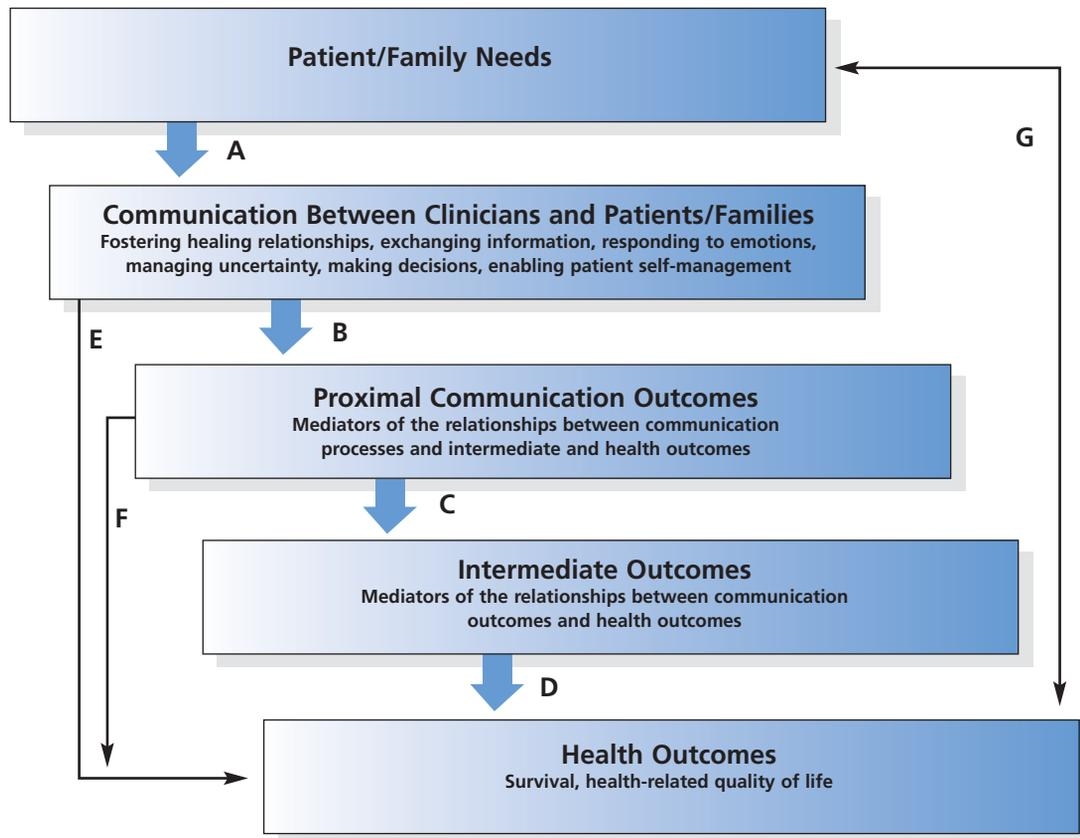 Patient/Family Needs
A
G
Communication Between Clinicians and Patients/Families
Fostering healing relationships, exchanging information, responding to emotions,
managing uncertainty, making decisions, enabling patient self-management
E
B
Proximal Communication Outcomes
Mediators of the relationships between communication
processes and intermediate and health outcomes
C
F
Intermediate Outcomes
Mediators of the relationships between communication
outcomes and health outcomes
D
Health Outcomes
Survival, health-related quality of life